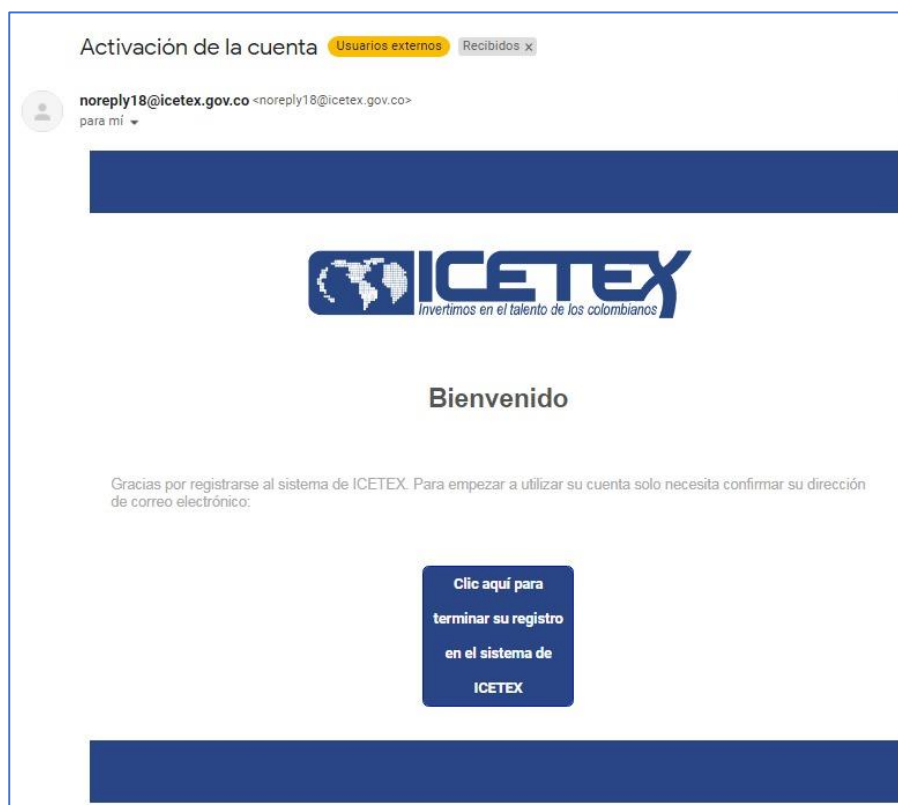 Activación de la cuenta Usuarios externos Recibidos x
noreply18@icetex.gov.co <noreply18@icetex.gov.co>
para mí
ICETEX
Invertimos en el talento de los colombianos
Bienvenido
Gracias por registrarse al sistema de ICETEX. Para empezar a utilizar su cuenta solo necesita confirmar su dirección
de correo electrónico:
Clic aquí para
terminar su registro
en el sistema de
ICETEX